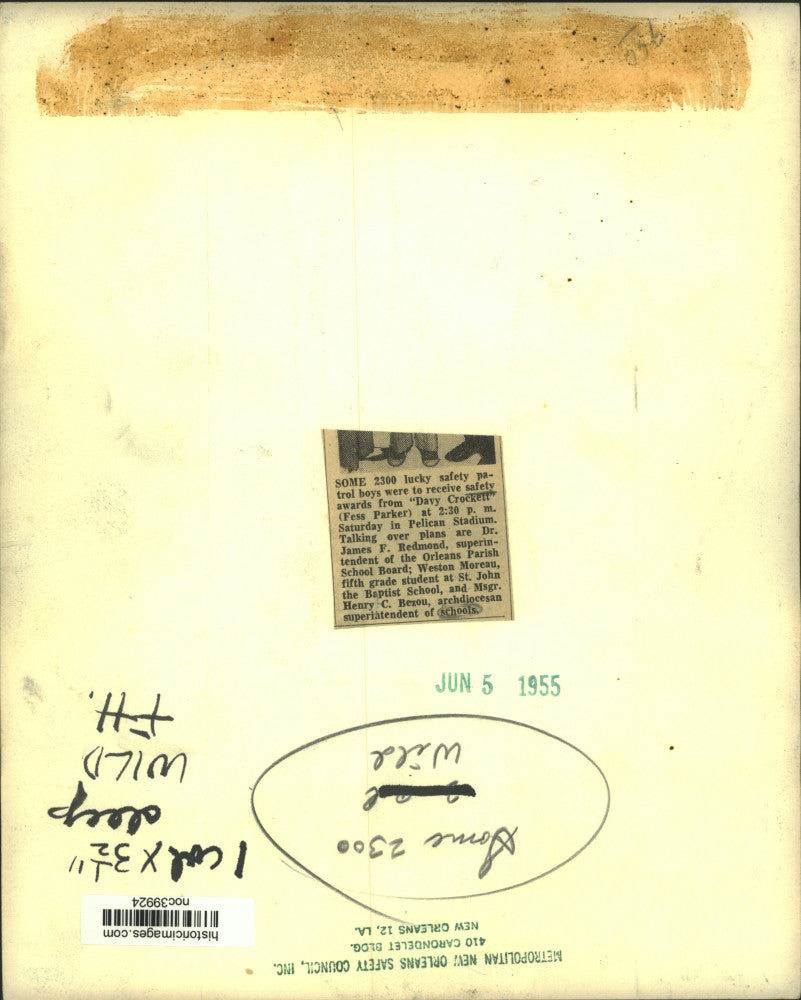 950
SOME 2300 lucky safety pa-
trol boys were to receive safety
awards from "Davy Crockett"
(Fess Parker) at 2:30 p. m.
Saturday in Pelican Stadium.
Talking over plans are Dr.
James F. Redmond, superin-
tendent of the Orleans Parish
School Board; Weston Moreau,
fifth grade student at St. John
the Baptist School, and Msgr.
Henry C. Bezou, archdiocesan
superintendent of schools.
JUN 5 1955
METROPOLITAN NEW ORLEANS SAFETY COUNCIL, INC.
410 CARONDELET BLDG.
NEW ORLEANS 12, LA.
Some 2300
Wild
1 col X 3 1/2"
deep
WILD
historicimages.com
noc39924